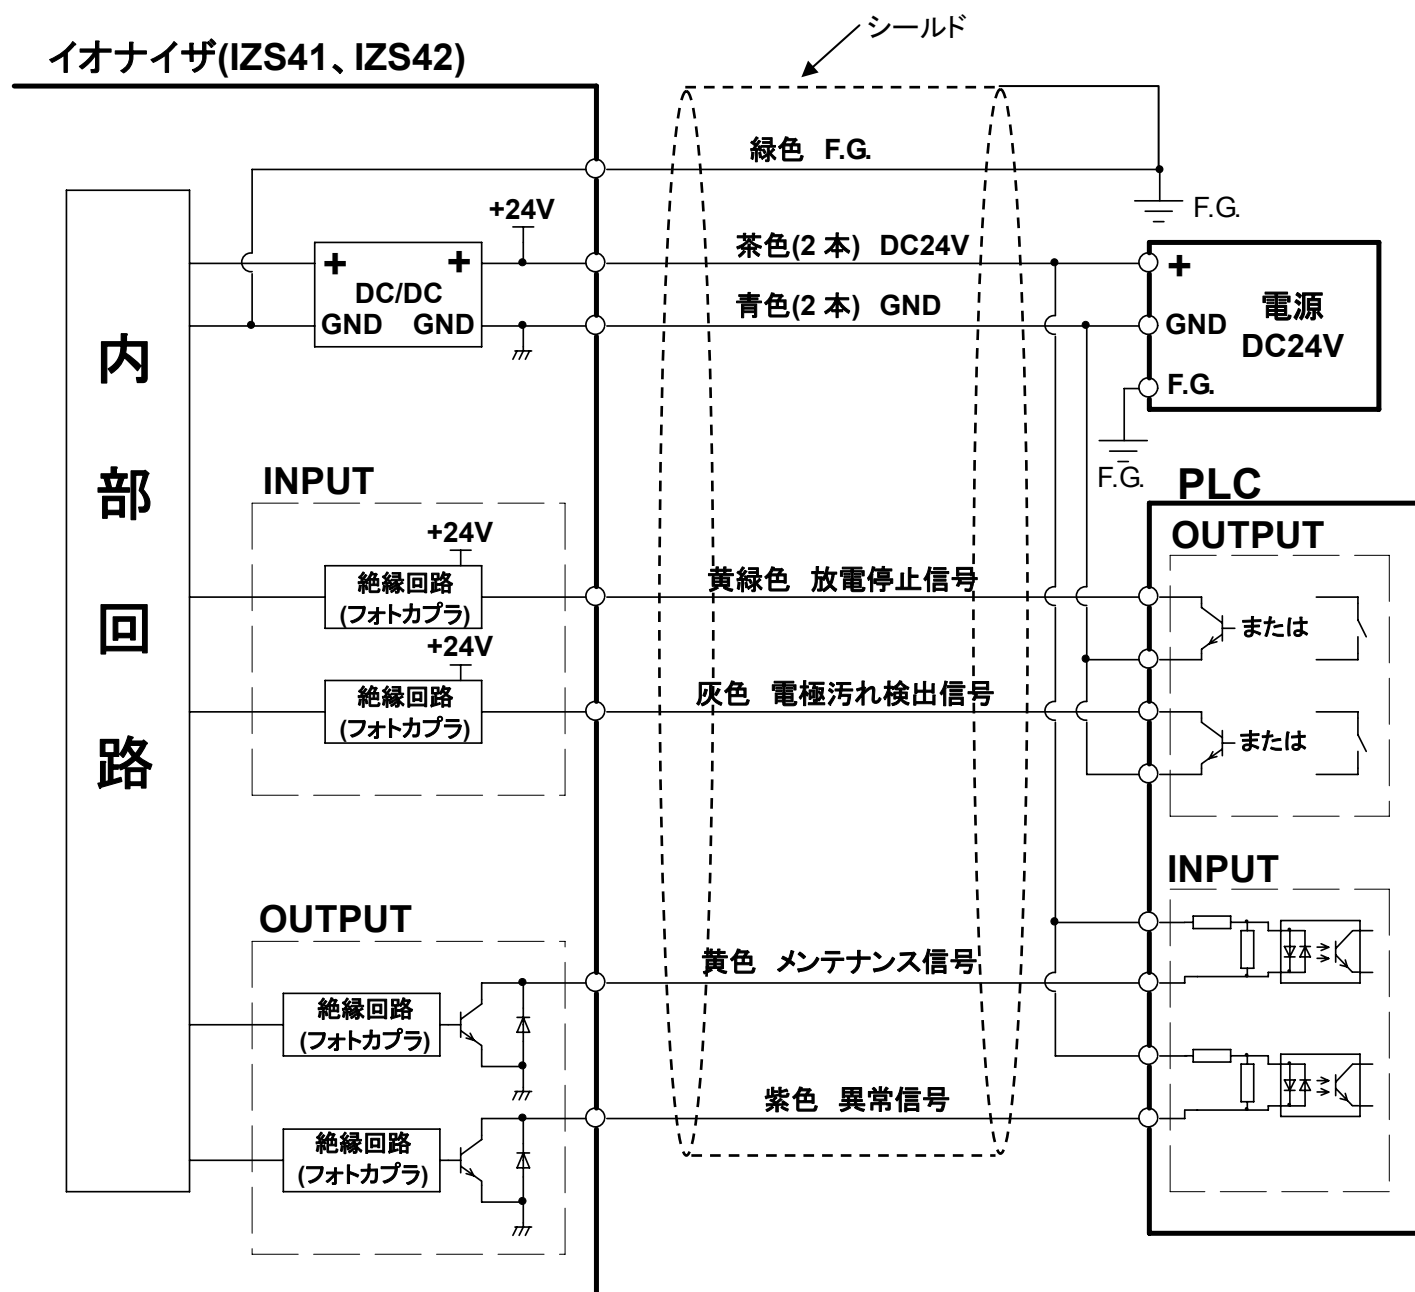 シールド
イオナイザ(IZS41、IZS42)
緑色 F.G.
F.G.
+24V
茶色(2 本) DC24V
+ +
DC/DC
GND GND
青色(2 本) GND
+
電源
GND
DC24V
F.G.
F.G.
内部回路
INPUT
+24V
絶縁回路
(フォトカプラ)
+24V
絶縁回路
(フォトカプラ)
黄緑色 放電停止信号
灰色 電極汚れ検出信号
PLC
OUTPUT
または
または
INPUT
OUTPUT
絶縁回路
(フォトカプラ)
絶縁回路
(フォトカプラ)
黄色 メンテナンス信号
紫色 異常信号